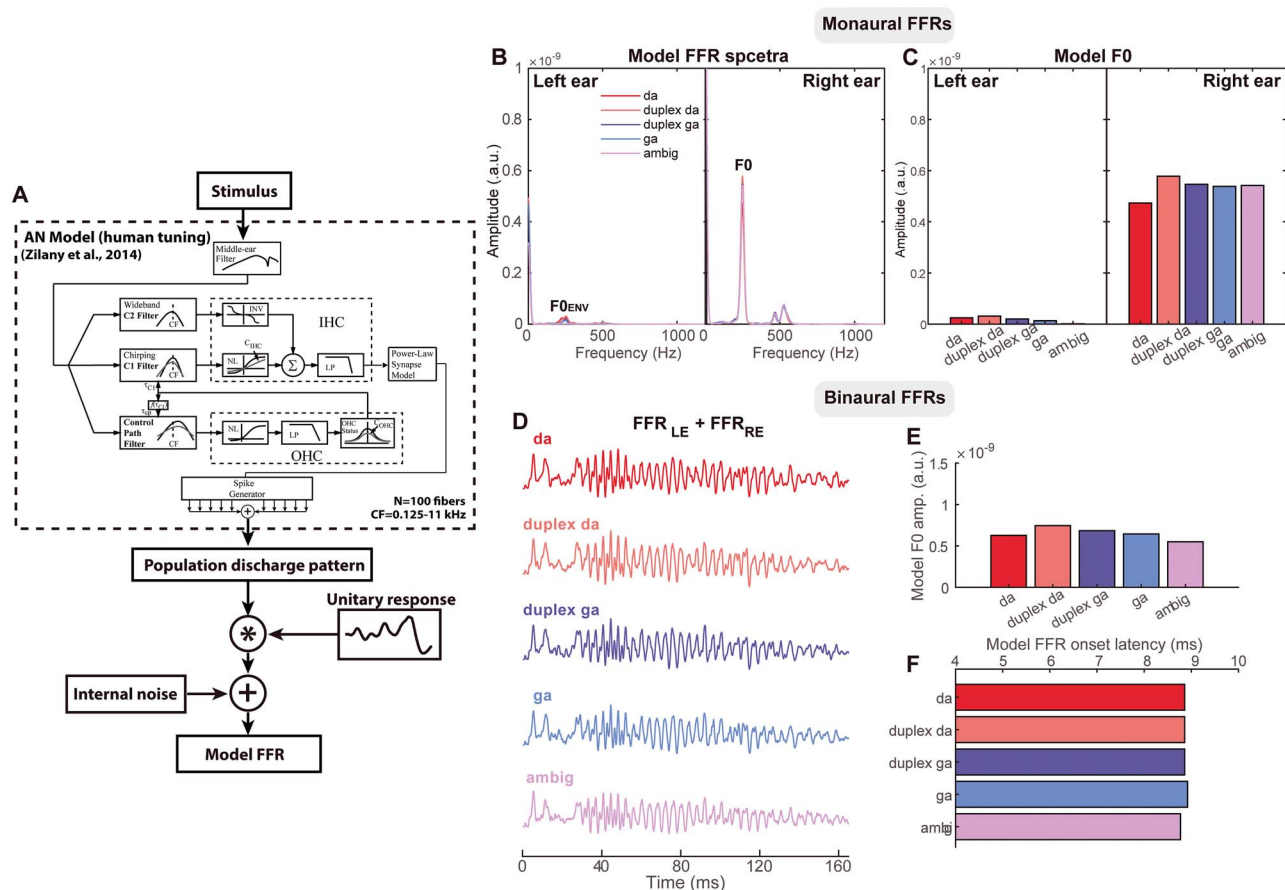 Monaural FFRs
A
Stimulus
AN Model (human tuning)
(Zilany et al., 2014)
Middle-ear
Filter
Wideband
C2 Filter
CF
INV
IHC
Chirping
C1 Filter
CF
NL
C_IHC
Σ
LP
Power-Law
Synapse
Model
τ_C1
f(τ_C1)
τ_cp
Control
Path
Filter
CF
NL
LP
OHC
Status
C_OHC
OHC
Spike
Generator
+
N=100 fibers
CF=0.125-11 kHz
Population discharge pattern
Unitary response
*
Internal noise
+
Model FFR
B
Model FFR spcetra
×10^-9
Left ear
Right ear
da
duplex da
duplex ga
ga
ambig
F0
F0ENV
Amplitude (.a.u.)
1
0.8
0.6
0.4
0.2
0
0 500 1000
500 1000
Frequency (Hz)
Frequency (Hz)
C
Model F0
×10^-9
Left ear
Right ear
Amplitude (.a.u.)
1
0.8
0.6
0.4
0.2
0
da duplex da duplex ga ga ambig
da duplex da duplex ga ga ambig
Binaural FFRs
D
FFR LE + FFR RE
da
duplex da
duplex ga
ga
ambig
0 40 80 120 160
Time (ms)
E
×10^-9
Model F0 amp. (a.u.)
1.5
1
0.5
0
da duplex da duplex ga ga ambig
F
Model FFR onset latency (ms)
4 5 6 7 8 9 10
da
duplex da
duplex ga
ga